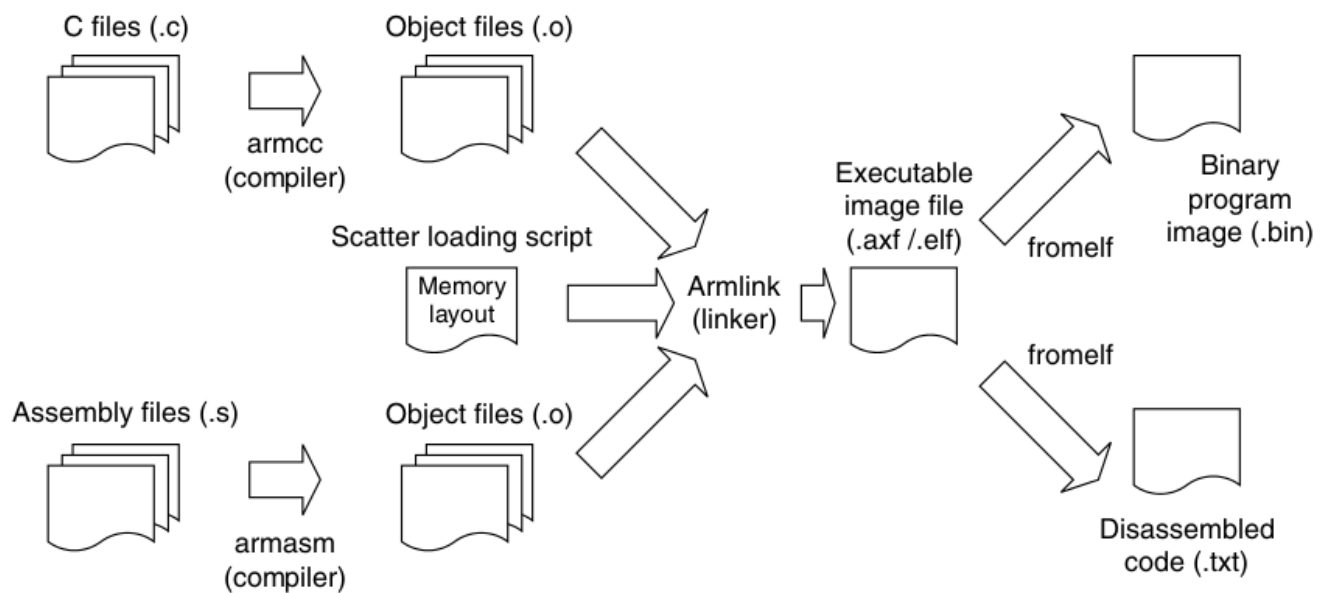 C files (.c)
Object files (.o)
armcc
(compiler)
Scatter loading script
Memory
layout
Assembly files (.s)
Object files (.o)
armasm
(compiler)
Armlink
(linker)
Executable
image file
(.axf /.elf)
fromelf
Binary
program
image (.bin)
fromelf
Disassembled
code (.txt)